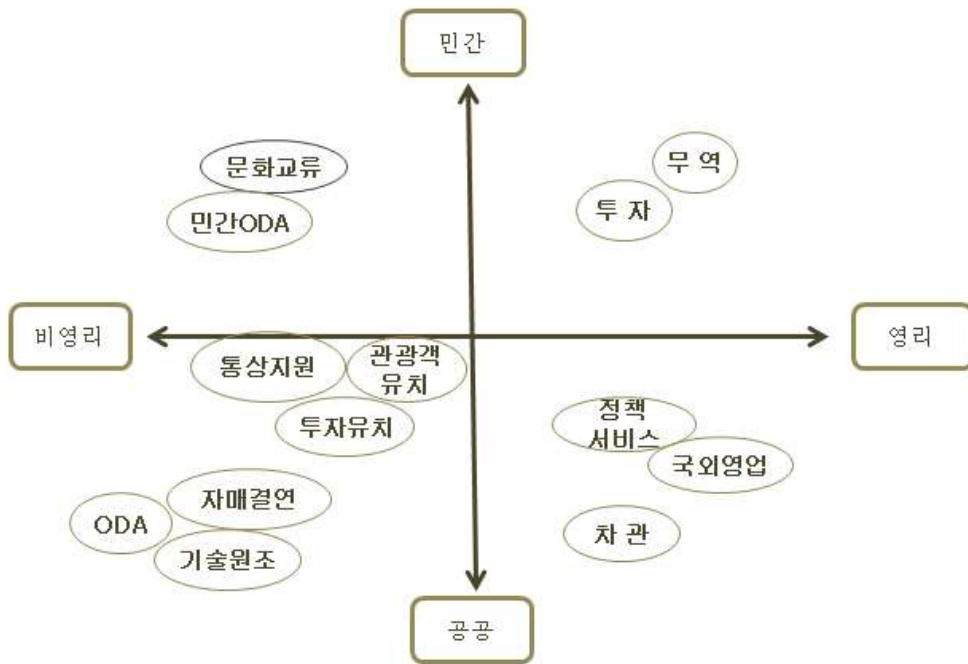 민간
문화교류
무 역
민간ODA
투 자
비영리
영리
통상지원
관광객
유치
투자유치
정책
서비스
국외영업
자매결연
ODA
차 관
기술원조
공공